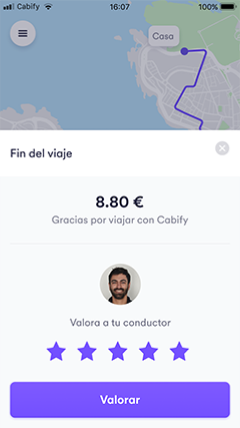 Cabify 16:07 100%
Casa
Fin del viaje
8.80 €
Gracias por viajar con Cabify
Valora a tu conductor
Valorar